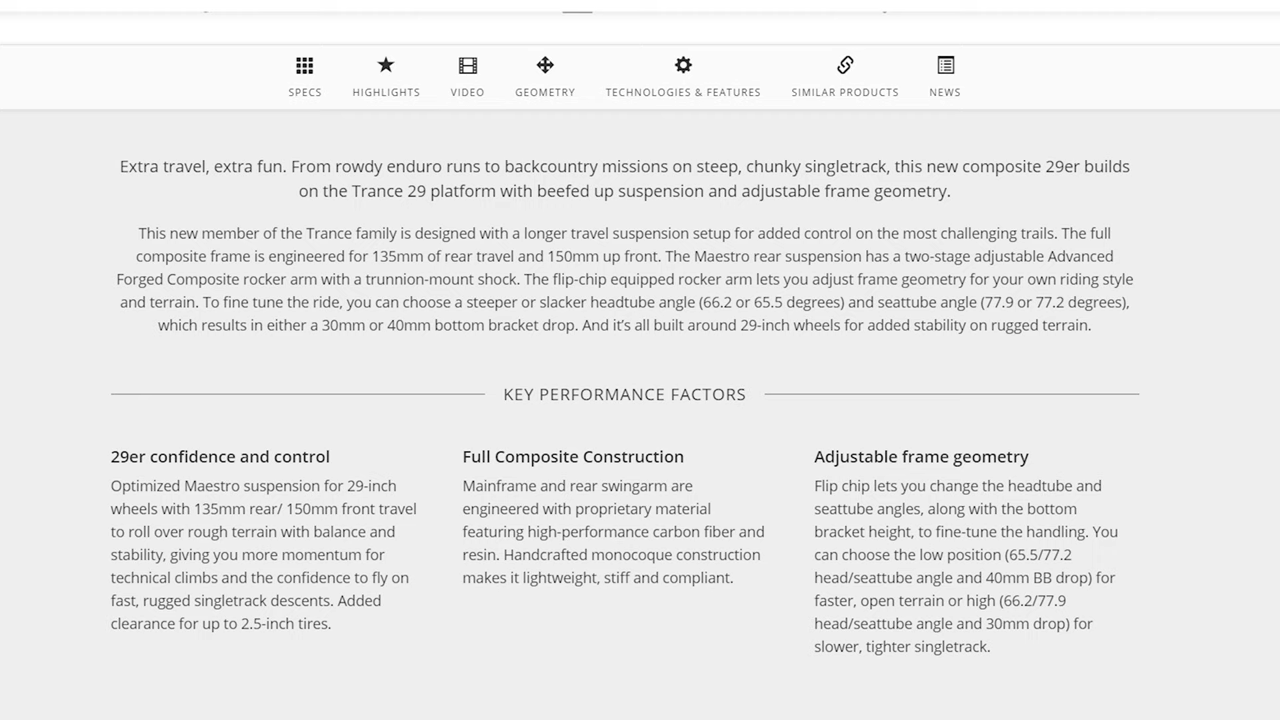 SPECS
HIGHLIGHTS
VIDEO
GEOMETRY
TECHNOLOGIES & FEATURES
SIMILAR PRODUCTS
NEWS
Extra travel, extra fun. From rowdy enduro runs to backcountry missions on steep, chunky singletrack, this new composite 29er builds
on the Trance 29 platform with beefed up suspension and adjustable frame geometry.
This new member of the Trance family is designed with a longer travel suspension setup for added control on the most challenging trails. The full
composite frame is engineered for 135mm of rear travel and 150mm up front. The Maestro rear suspension has a two-stage adjustable Advanced
Forged Composite rocker arm with a trunnion-mount shock. The flip-chip equipped rocker arm lets you adjust frame geometry for your own riding style
and terrain. To fine tune the ride, you can choose a steeper or slacker headtube angle (66.2 or 65.5 degrees) and seattube angle (77.9 or 77.2 degrees),
which results in either a 30mm or 40mm bottom bracket drop. And it’s all built around 29-inch wheels for added stability on rugged terrain.
KEY PERFORMANCE FACTORS
29er confidence and control
Optimized Maestro suspension for 29-inch
wheels with 135mm rear/ 150mm front travel
to roll over rough terrain with balance and
stability, giving you more momentum for
technical climbs and the confidence to fly on
fast, rugged singletrack descents. Added
clearance for up to 2.5-inch tires.
Full Composite Construction
Mainframe and rear swingarm are
engineered with proprietary material
featuring high-performance carbon fiber and
resin. Handcrafted monocoque construction
makes it lightweight, stiff and compliant.
Adjustable frame geometry
Flip chip lets you change the headtube and
seattube angles, along with the bottom
bracket height, to fine-tune the handling. You
can choose the low position (65.5/77.2
head/seattube angle and 40mm BB drop) for
faster, open terrain or high (66.2/77.9
head/seattube angle and 30mm drop) for
slower, tighter singletrack.